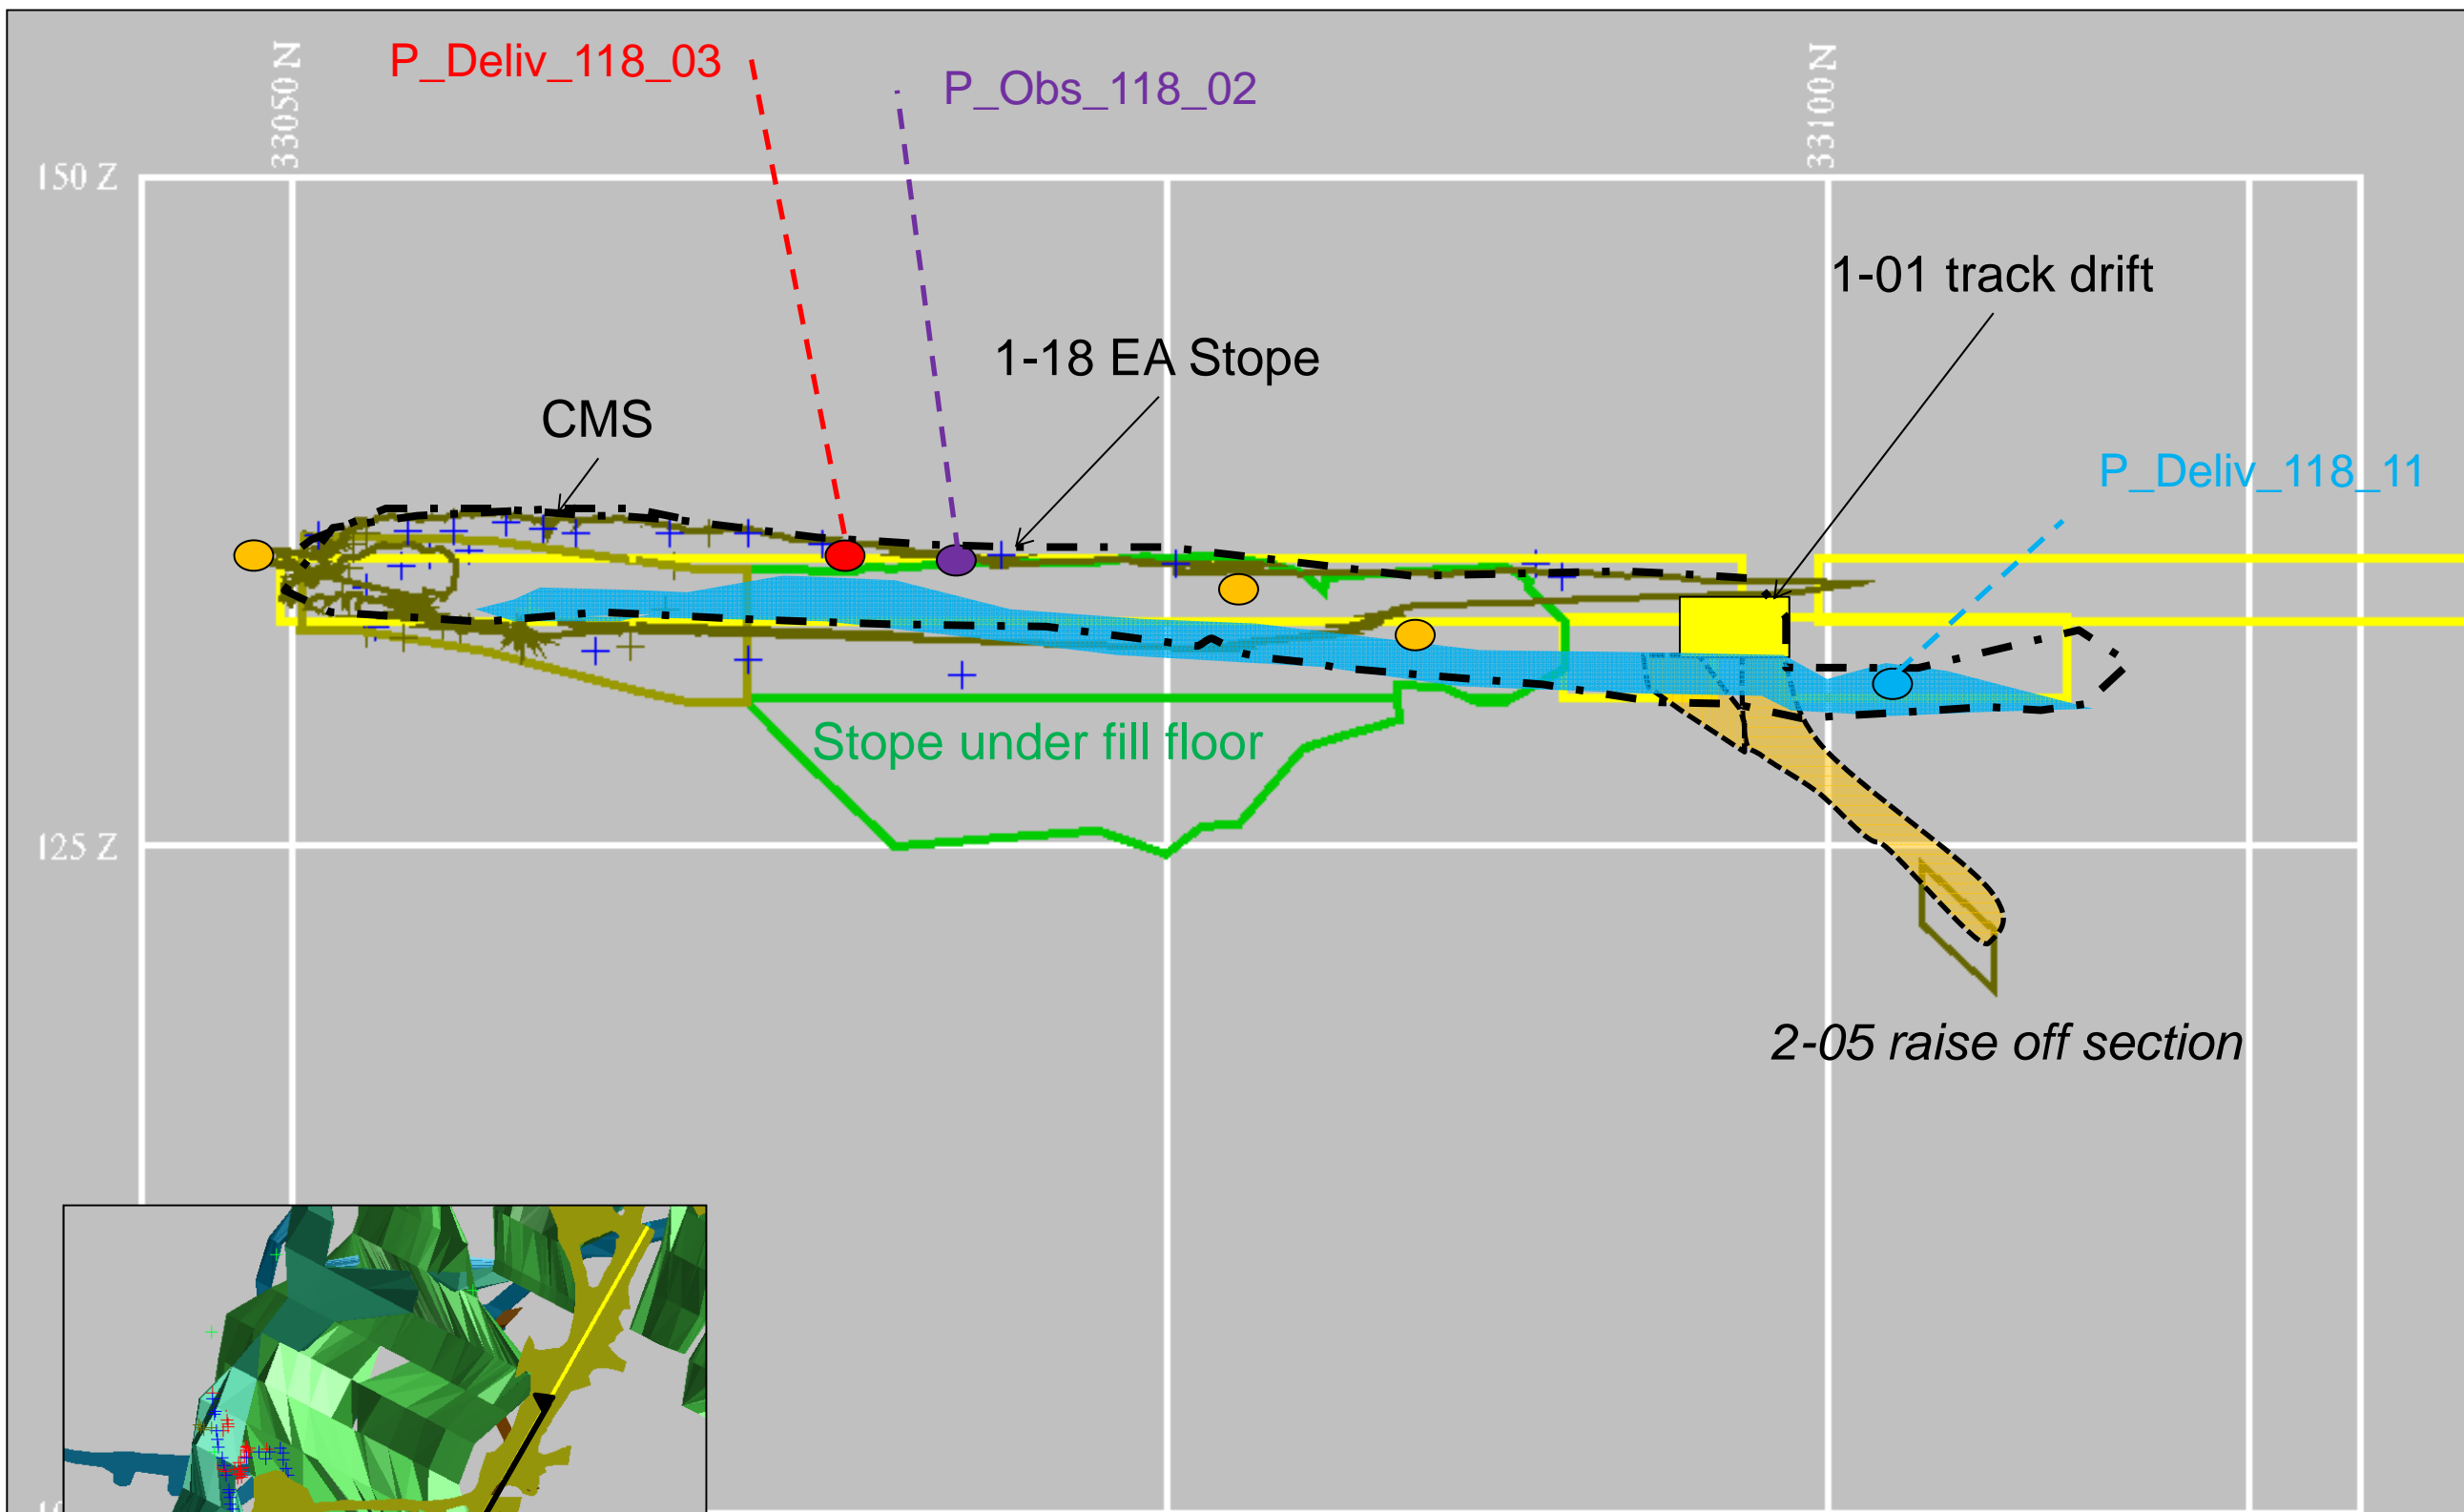 P_Deliv_118_03
P_Obs_118_02
33050 N
33100 N
150 Z
1-01 track drift
1-18 EA Stope
CMS
P_Deliv_118_11
Stope under fill floor
125 Z
2-05 raise off section